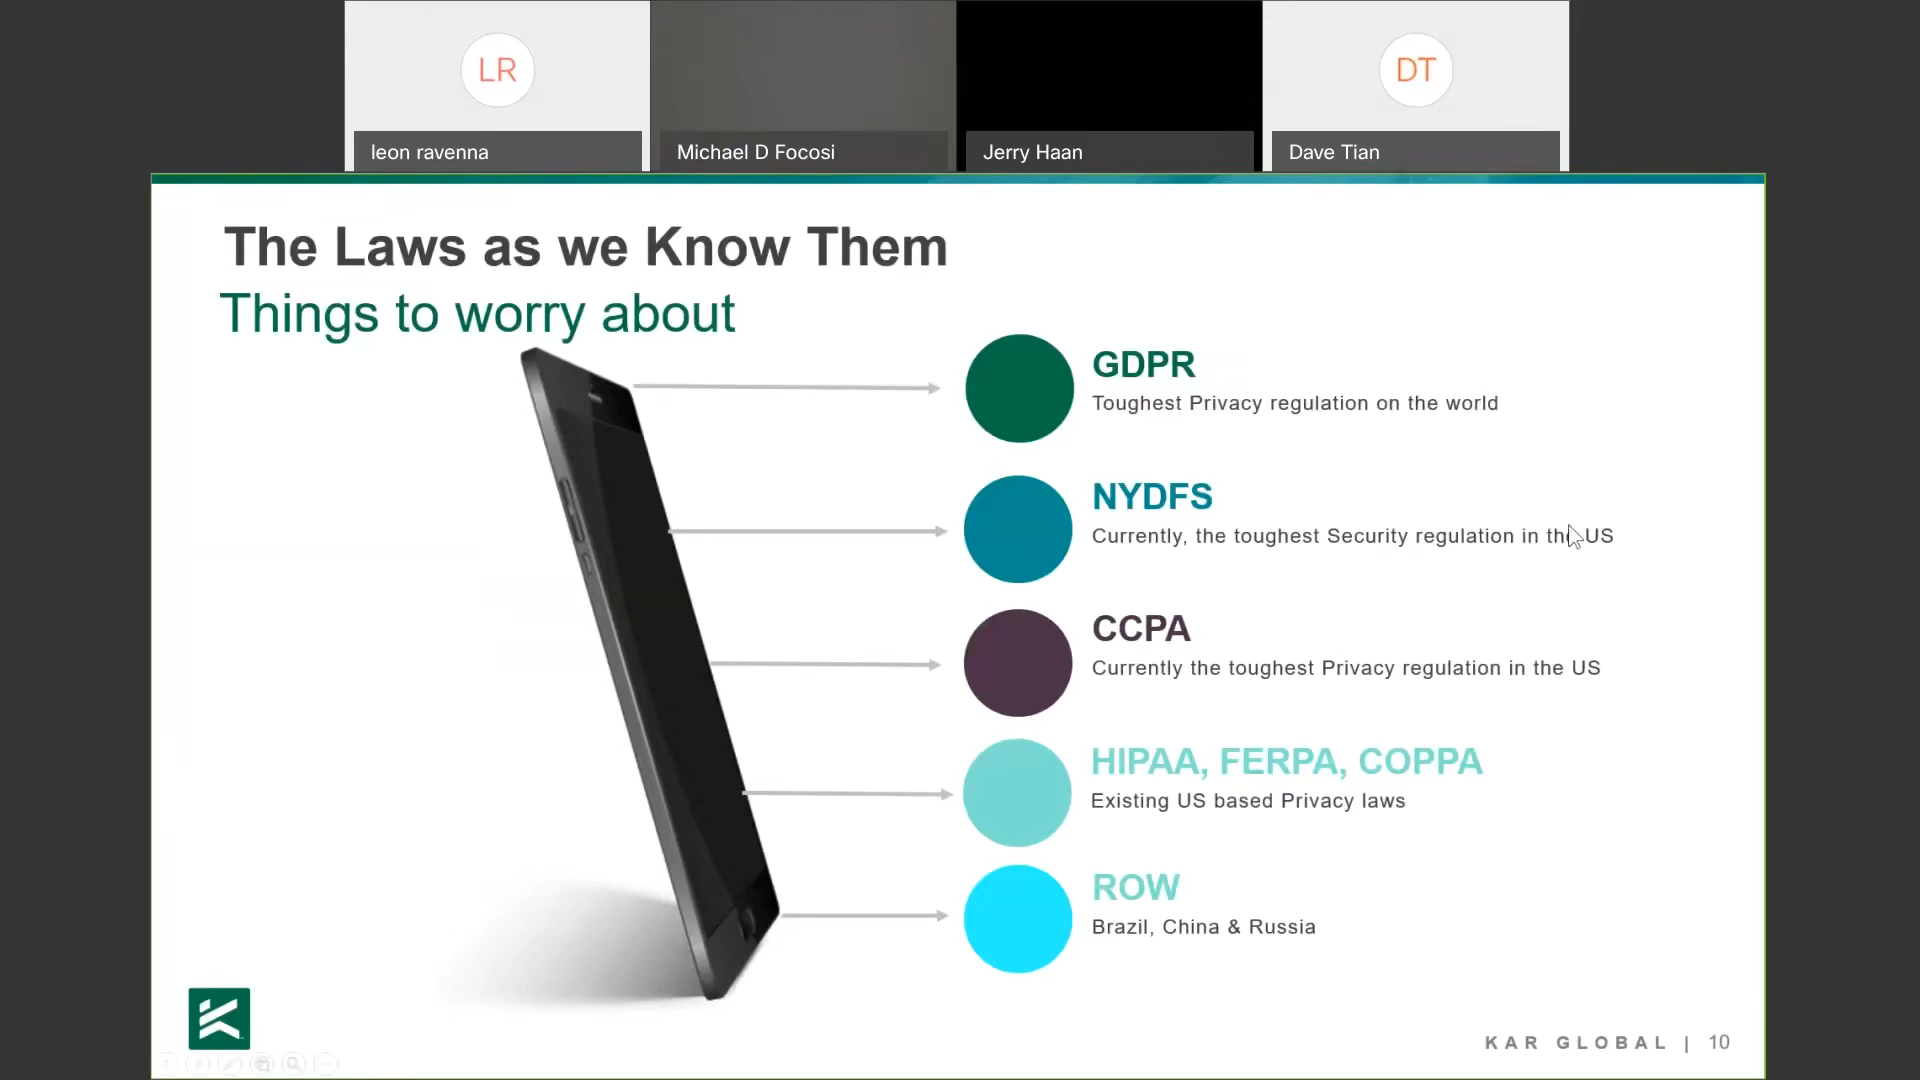 LR
DT
leon ravenna
Michael D Focosi
Jerry Haan
Dave Tian
The Laws as we Know Them
Things to worry about
GDPR
Toughest Privacy regulation on the world
NYDFS
Currently, the toughest Security regulation in the US
CCPA
Currently the toughest Privacy regulation in the US
HIPAA, FERPA, COPPA
Existing US based Privacy laws
ROW
Brazil, China & Russia
KAR GLOBAL | 10